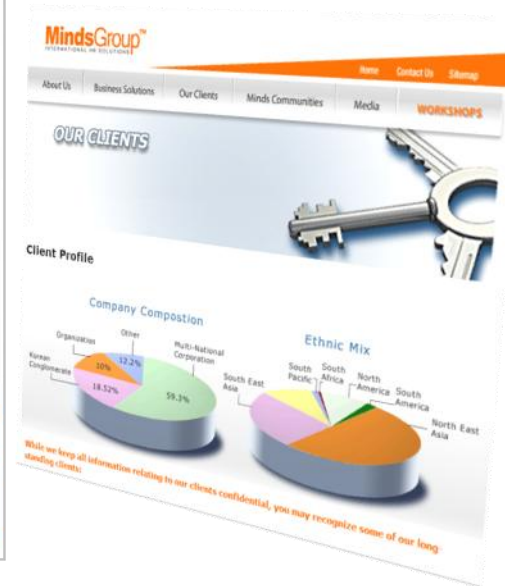 MindsGroup™
INTERNATIONAL HR SOLUTIONS
Home Contact Us Sitemap
About Us Business Solutions Our Clients Minds Communities Media WORKSHOPS
OUR CLIENTS
Client Profile
Company Compostion
Organization
Other
Multi-National
Corporation
Korean
Conglomerate
10%
12.2%
18.52%
59.3%
Ethnic Mix
South East
Asia
South
Pacific
South
Africa
North
America
South
America
North East
Asia
While we keep all information relating to our clients confidential, you may recognize some of our long
standing clients: